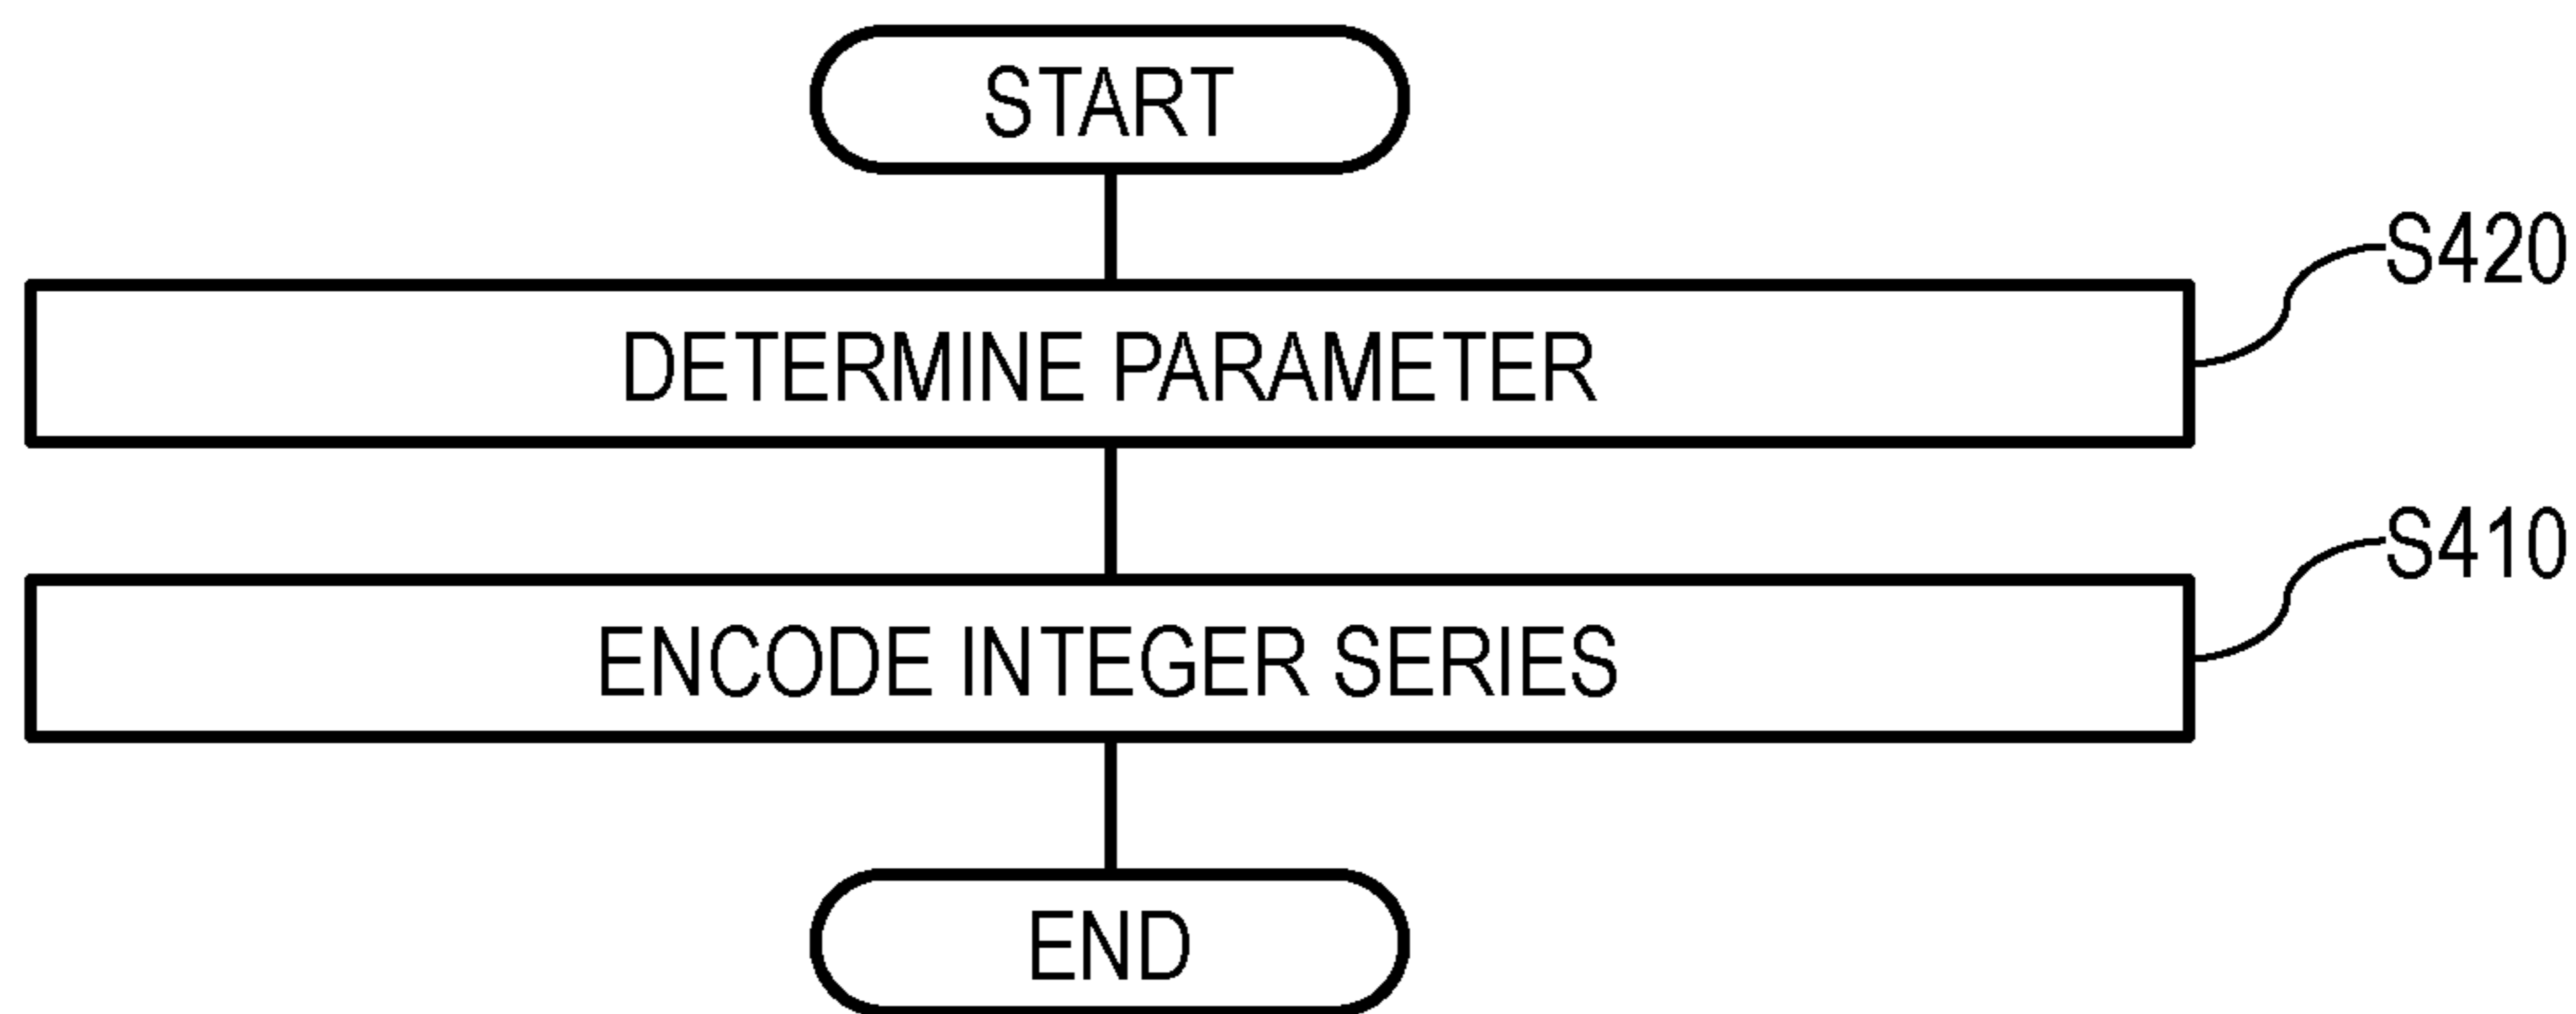 START
S420
DETERMINE PARAMETER
S410
ENCODE INTEGER SERIES
END